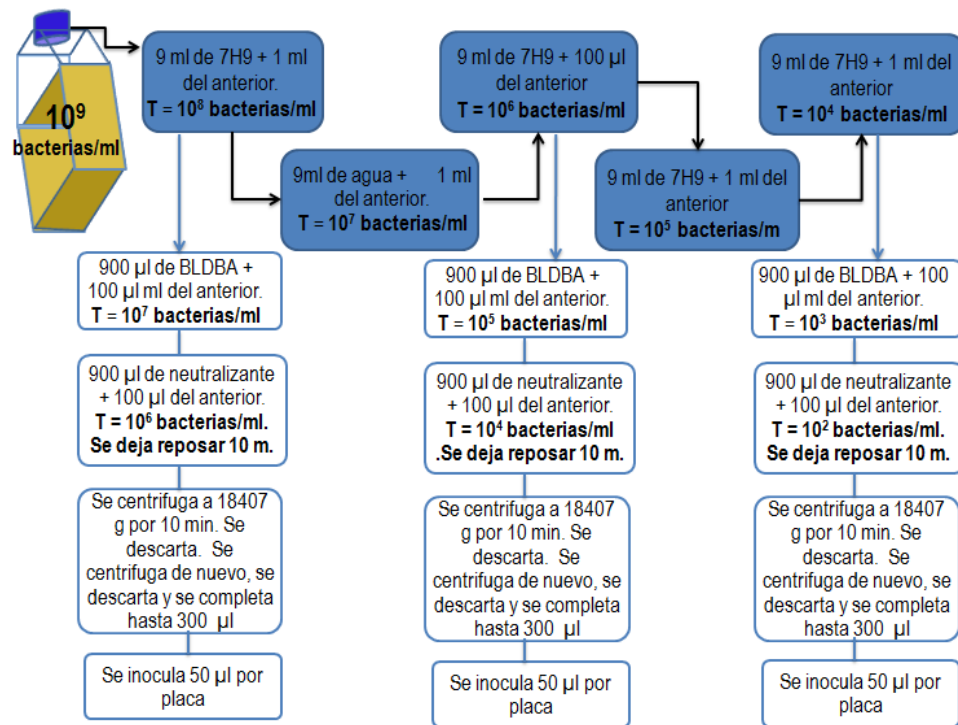 10⁹
bacterias/ml
9 ml de 7H9 + 1 ml
del anterior.
T = 10⁸ bacterias/ml
9ml de agua + 1 ml
del anterior.
T = 10⁷ bacterias/ml
9 ml de 7H9 + 100 µl
del anterior
T = 10⁶ bacterias/ml
9 ml de 7H9 + 1 ml del
anterior
T = 10⁵ bacterias/m
9 ml de 7H9 + 1 ml del
anterior
T = 10⁴ bacterias/ml
900 µl de BLDBA +
100 µl ml del anterior.
T = 10⁷ bacterias/ml
900 µl de neutralizante
+ 100 µl del anterior.
T = 10⁶ bacterias/ml.
Se deja reposar 10 m.
Se centrifuga a 18407
g por 10 min. Se
descarta. Se
centrifuga de nuevo, se
descarta y se completa
hasta 300 µl
Se inocula 50 µl por
placa
900 µl de BLDBA +
100 µl ml del anterior.
T = 10⁵ bacterias/ml
900 µl de neutralizante
+ 100 µl del anterior.
T = 10⁴ bacterias/ml
.Se deja reposar 10 m.
Se centrifuga a 18407
g por 10 min. Se
descarta. Se
centrifuga de nuevo, se
descarta y se completa
hasta 300 µl
Se inocula 50 µl por
placa
900 µl de BLDBA + 100
µl ml del anterior.
T = 10³ bacterias/ml
900 µl de neutralizante
+ 100 µl del anterior.
T = 10² bacterias/ml.
Se deja reposar 10 m.
Se centrifuga a 18407
g por 10 min. Se
descarta. Se
centrifuga de nuevo, se
descarta y se completa
hasta 300 µl
Se inocula 50 µl por
placa